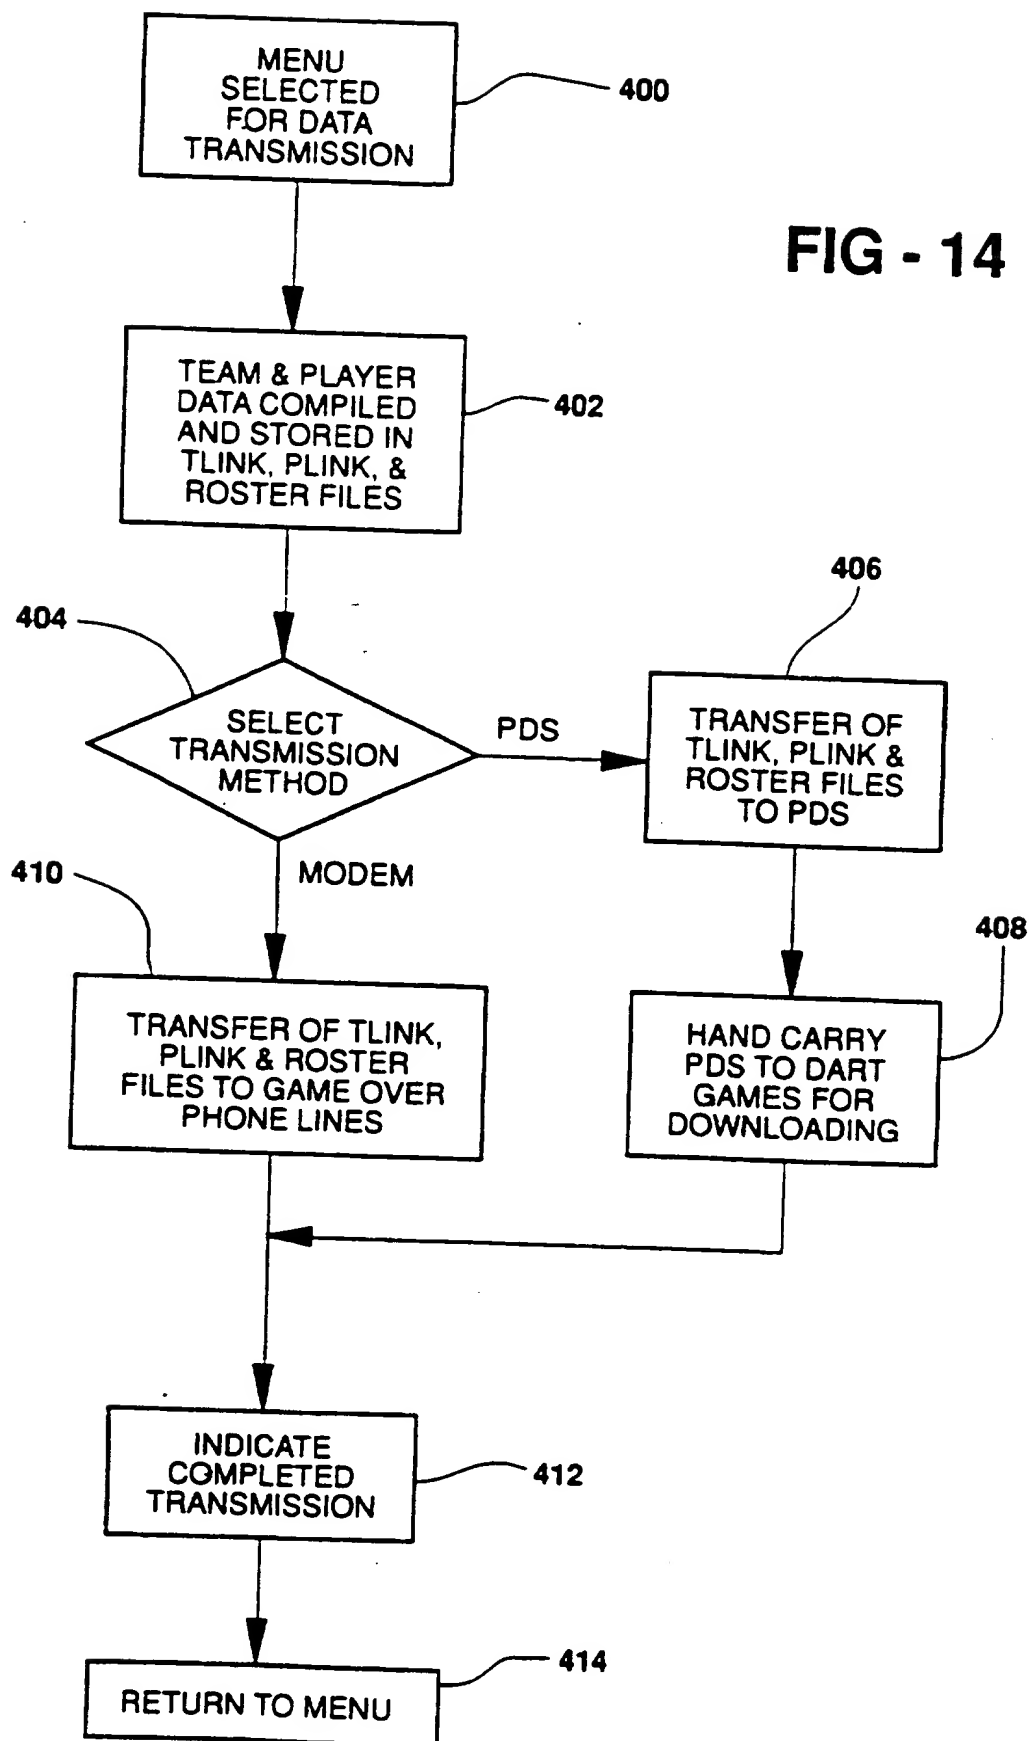 MENU
SELECTED
FOR DATA
TRANSMISSION
400
FIG - 14
TEAM & PLAYER
DATA COMPILED
AND STORED IN
TLINK, PLINK, &
ROSTER FILES
402
404
SELECT
TRANSMISSION
METHOD
PDS
406
TRANSFER OF
TLINK, PLINK &
ROSTER FILES
TO PDS
MODEM
410
TRANSFER OF TLINK,
PLINK & ROSTER
FILES TO GAME OVER
PHONE LINES
408
HAND CARRY
PDS TO DART
GAMES FOR
DOWNLOADING
INDICATE
COMPLETED
TRANSMISSION
412
RETURN TO MENU
414